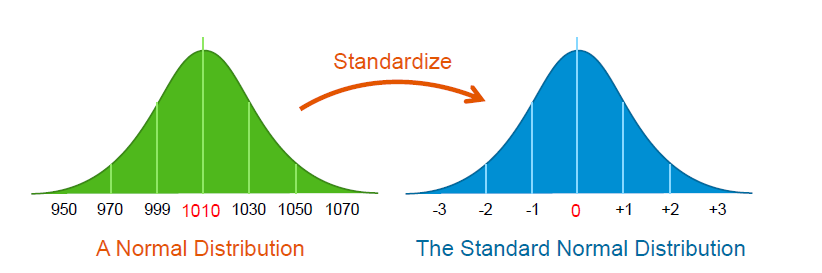 Standardize
950 970 999 1010 1030 1050 1070
-3 -2 -1 0 +1 +2 +3
A Normal Distribution
The Standard Normal Distribution